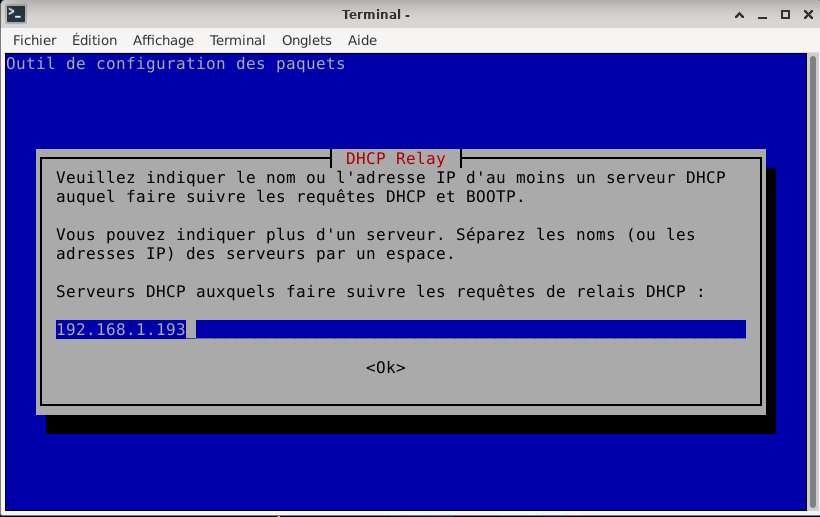 Terminal -
Fichier Édition Affichage Terminal Onglets Aide
Outil de configuration des paquets
DHCP Relay
Veuillez indiquer le nom ou l'adresse IP d'au moins un serveur DHCP
auquel faire suivre les requêtes DHCP et BOOTP.
Vous pouvez indiquer plus d'un serveur. Séparez les noms (ou les
adresses IP) des serveurs par un espace.
Serveurs DHCP auxquels faire suivre les requêtes de relais DHCP :
192.168.1.193
<Ok>